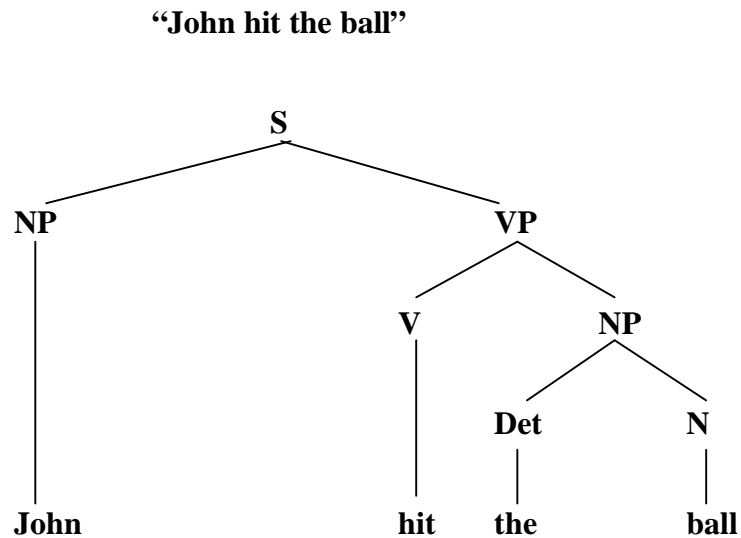 “John hit the ball”
S
NP VP
V NP
Det N
John hit the ball